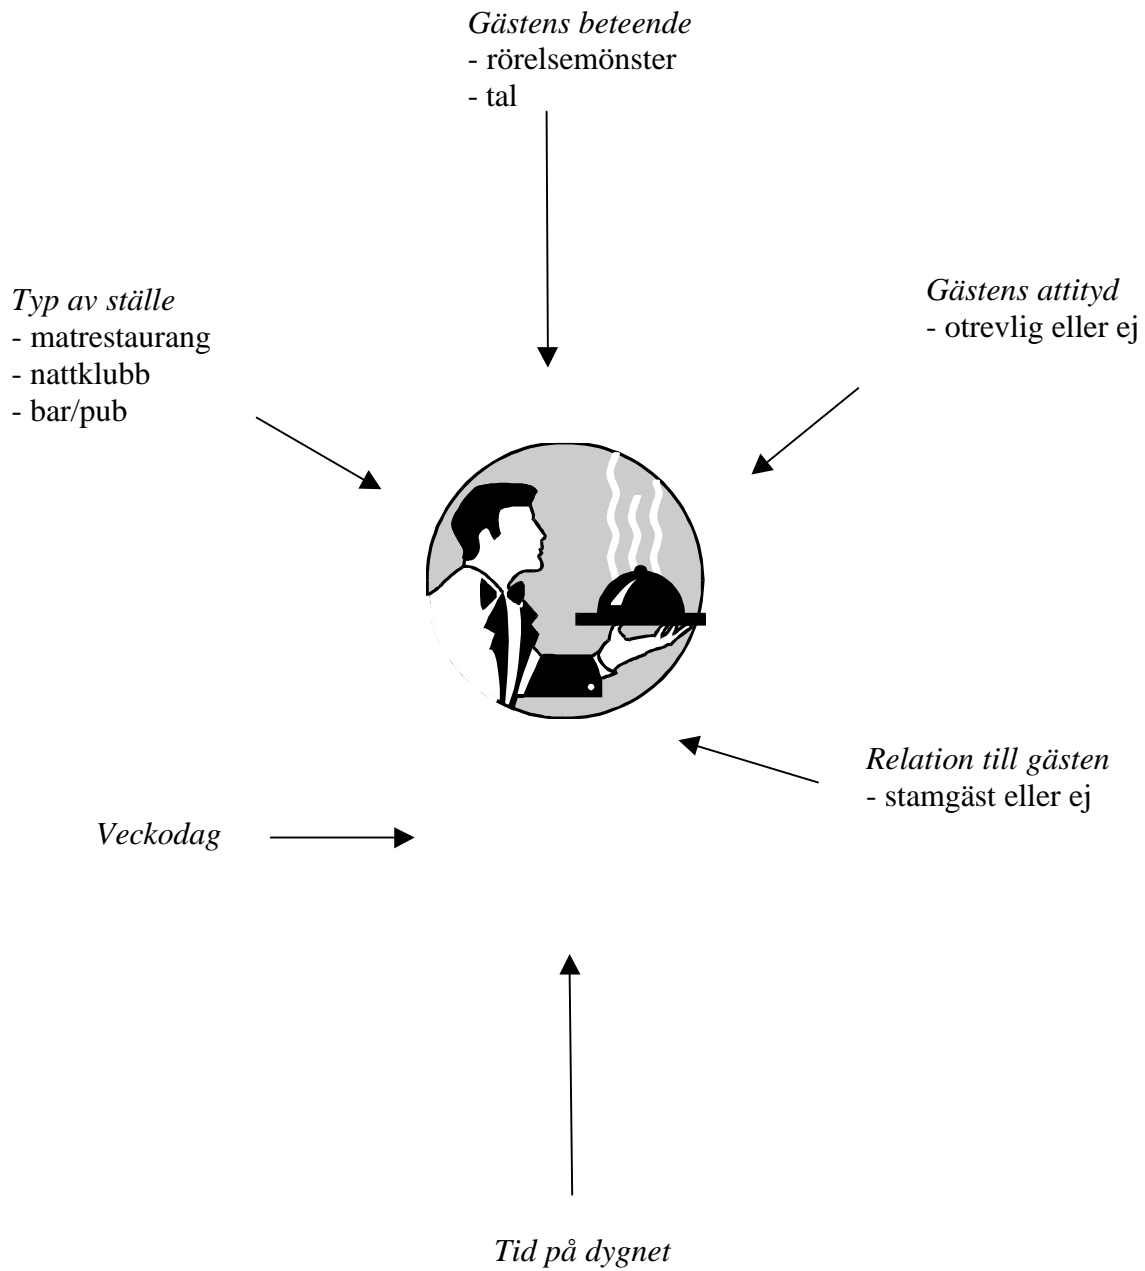 Gästens beteende
- rörelsemönster
- tal
Typ av ställe
- matrestaurang
- nattklubb
- bar/pub
Gästens attityd
- otrevlig eller ej
Relation till gästen
- stamgäst eller ej
Veckodag
Tid på dygnet